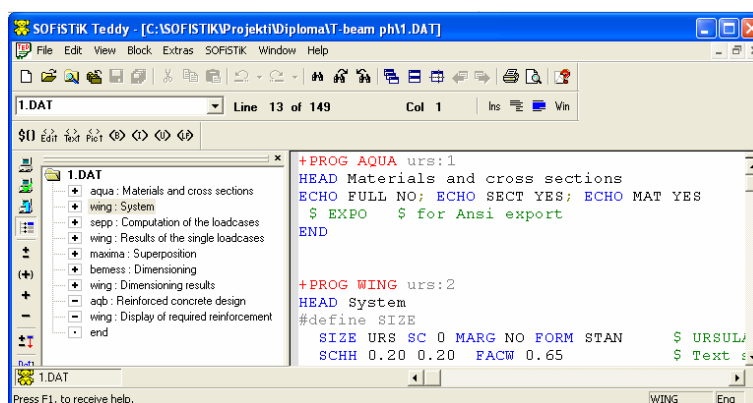 SOFiSTiK Teddy - [C:\SOFISTIK\Projekti\Diploma\T-beam ph\1.DAT]
File Edit View Block Extras SOFiSTiK Window Help
1.DAT Line 13 of 149 Col 1 Ins Win
$() Edit Text Pict (B) (I) (U)
1.DAT
aqua : Materials and cross sections
wing : System
sepp : Computation of the loadcases
wing : Results of the single loadcases
maxima : Superposition
bemess : Dimensioning
wing : Dimensioning results
aqb : Reinforced concrete design
wing : Display of required reinforcement
end
+PROG AQUA urs:1
HEAD Materials and cross sections
ECHO FULL NO; ECHO SECT YES; ECHO MAT YES
$ EXPO $ for Ansi export
END
+PROG WING urs:2
HEAD System
#define SIZE
SIZE URS SC 0 MARG NO FORM STAN $ URSULA
SCHH 0.20 0.20 FACW 0.65 $ Text s
1.DAT
Press F1, to receive help. WING Eng